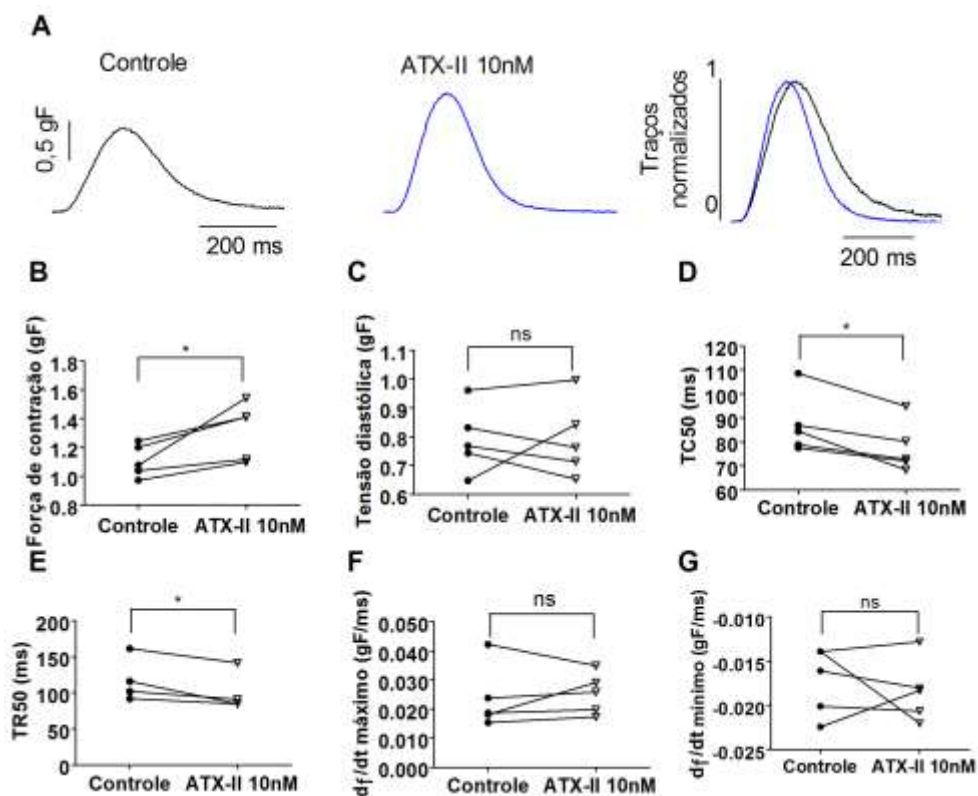 A
Controle
ATX-II 10nM
0,5 gF
200 ms
Traços normalizados
1
0
200 ms
B
Força de contração (gF)
1.8
1.6
1.4
1.2
1.0
0.8
*
Controle ATX-II 10nM
C
Tensão diastólica (gF)
1.1
1.0
0.9
0.8
0.7
0.6
ns
Controle ATX-II 10nM
D
TC50 (ms)
120
110
100
90
80
70
60
*
Controle ATX-II 10nM
E
TR50 (ms)
200
150
100
50
0
*
Controle ATX-II 10nM
F
df/dt máximo (gF/ms)
0.050
0.040
0.030
0.020
0.010
0.000
ns
Controle ATX-II 10nM
G
df/dt minimo (gF/ms)
-0.010
-0.015
-0.020
-0.025
ns
Controle ATX-II 10nM